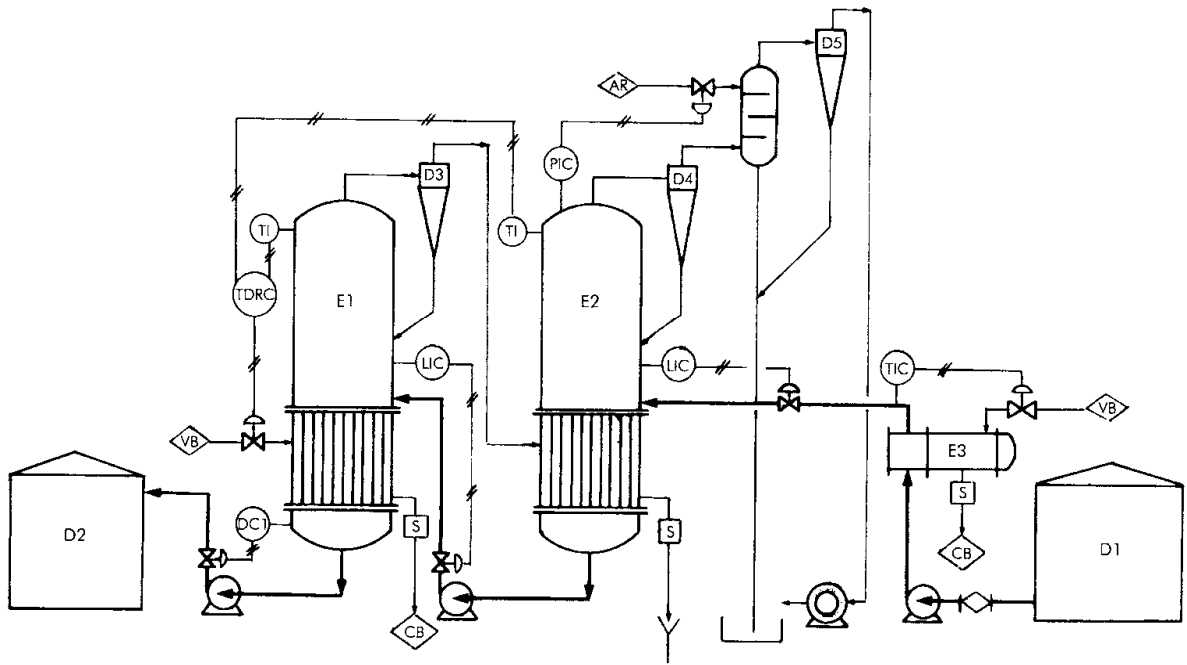 D5
AR
PIC
D3
D4
TI
TI
TDRC
E1
E2
LIC
LIC
TIC
VB
VB
E3
S
D2
DC1
S
S
D1
CB
CB